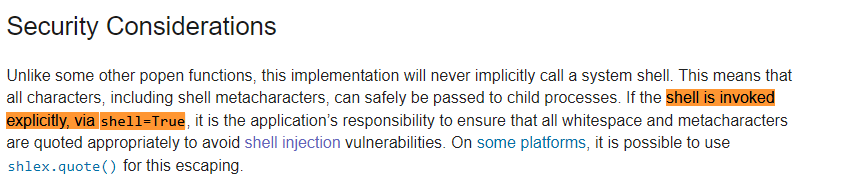 Security Considerations
Unlike some other popen functions, this implementation will never implicitly call a system shell. This means that
all characters, including shell metacharacters, can safely be passed to child processes. If the shell is invoked
explicitly, via shell=True, it is the application’s responsibility to ensure that all whitespace and metacharacters
are quoted appropriately to avoid shell injection vulnerabilities. On some platforms, it is possible to use
shlex.quote() for this escaping.